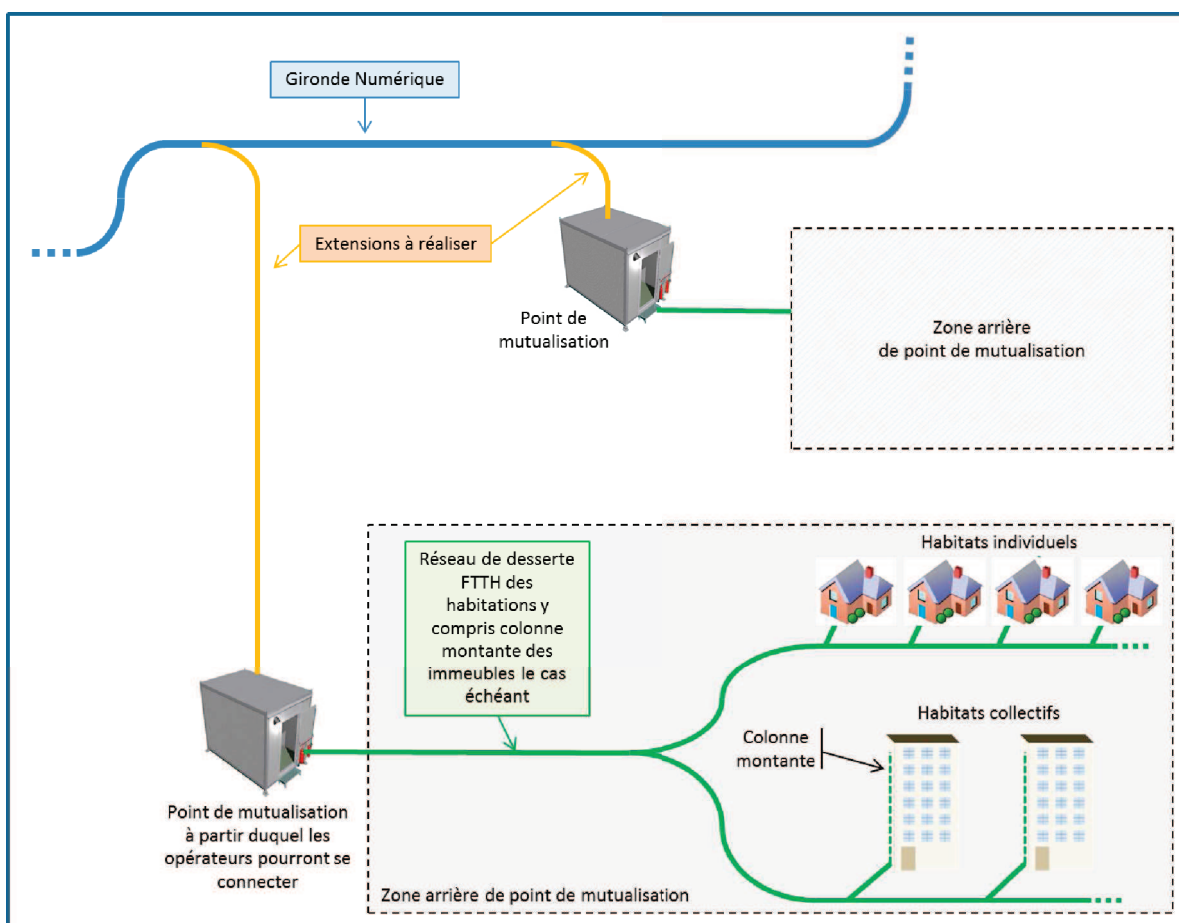 Gironde Numérique
Extensions à réaliser
Point de
mutualisation
Zone arrière
de point de mutualisation
Réseau de desserte
FTTH des
habitations y
compris colonne
montante des
immeubles le cas
échéant
Habitats individuels
Habitats collectifs
Colonne
montante
Point de mutualisation
à partir duquel les
opérateurs pourront se
connecter
Zone arrière de point de mutualisation